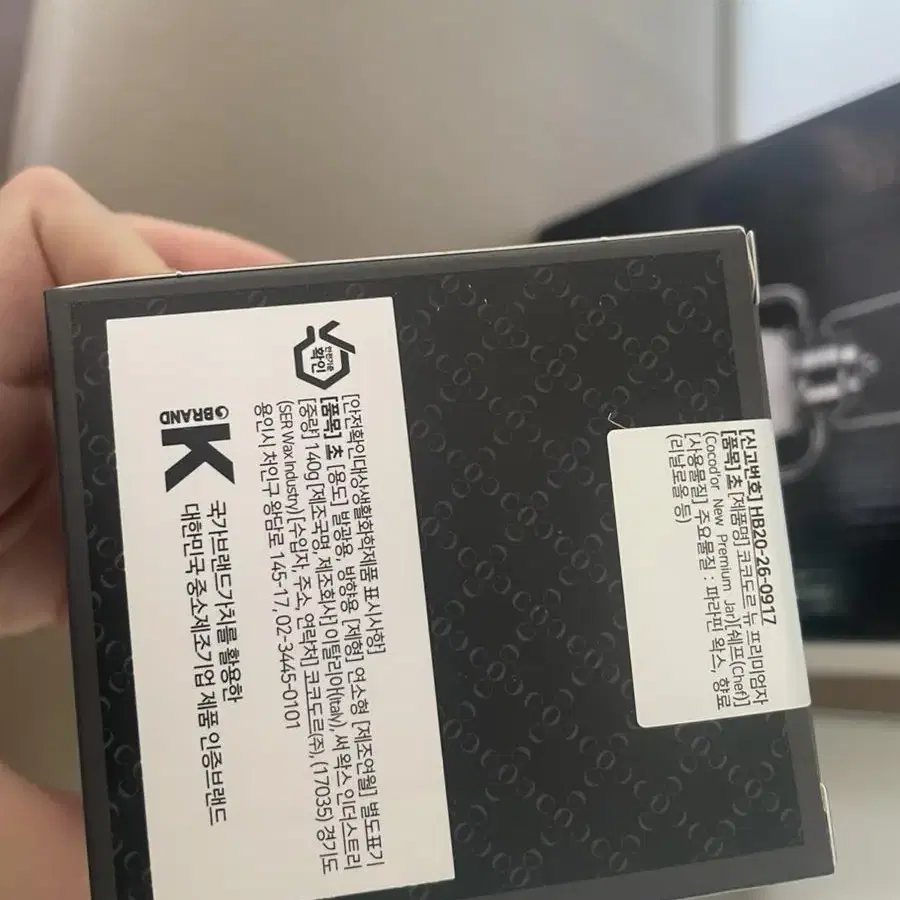 [신고번호] HB20-26-0917
[품목] 초 [제품명] 코코도르 뉴 프리미엄자
(Cocod'or New Premium Jar)[쉐프(Chef)]
[사용물질] 주요물질 : 파라핀 왁스, 향료
(리날로올 등)
안전기준
확인
[안전확인대상생활화학제품 표시사항]
[품목] 초 [용도] 발광용, 방향용 [제형] 연소형 [제조연월] 별도표기
[중량] 140g [제조국명, 제조회사] 이탈리아(Italy), 써 왁스 인더스트리
(SER Wax Industry) [수입자, 주소, 연락처] 코코도르(주), (17035) 경기도
용인시 처인구 양담로 145-17, 02-3445-0101
BRAND
K
국가브랜드가치를 활용한
대한민국 중소제조기업 제품 인증브랜드